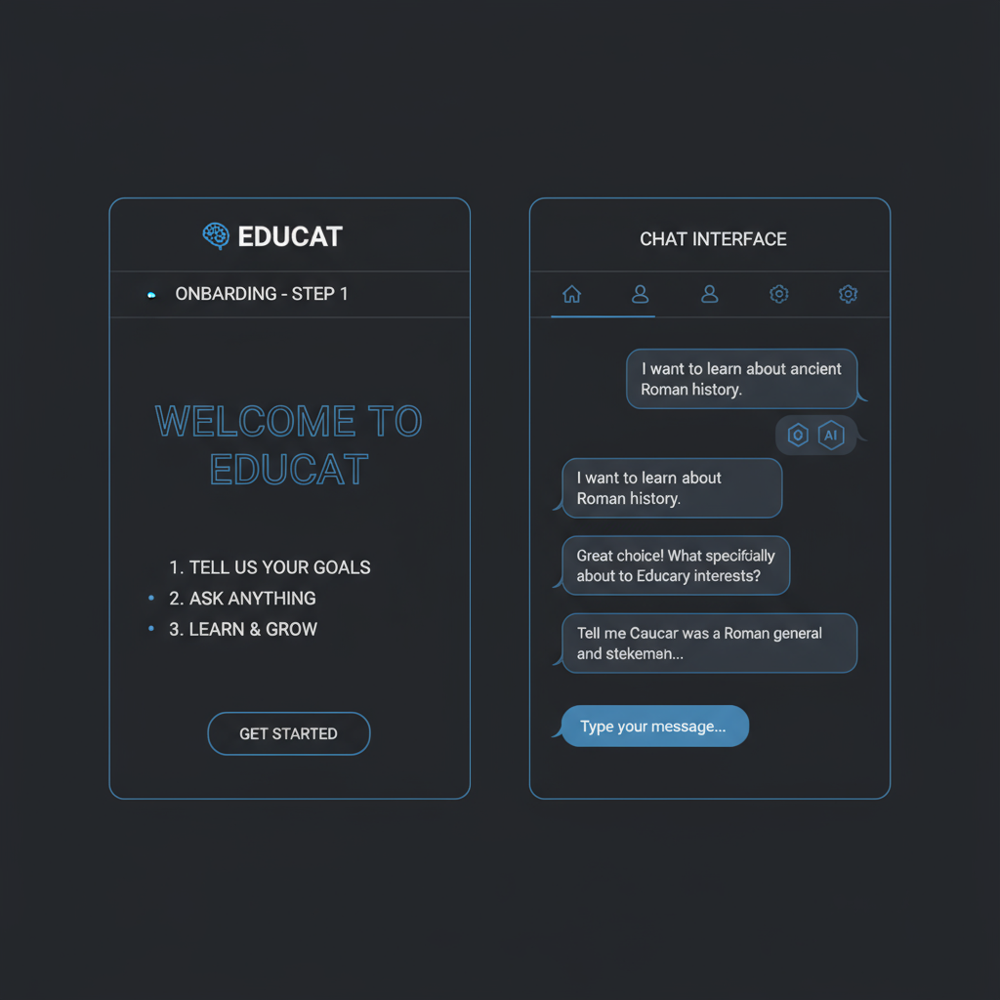 EDUCAT
ONBARDING - STEP 1
WELCOME TO
EDUCAT
1. TELL US YOUR GOALS
2. ASK ANYTHING
3. LEARN & GROW
GET STARTED
CHAT INTERFACE
I want to learn about ancient
Roman history.
AI
I want to learn about
Roman history.
Great choice! What
about to Educary interests?
Tell me Caucar was a Roman general
and
Type your message...